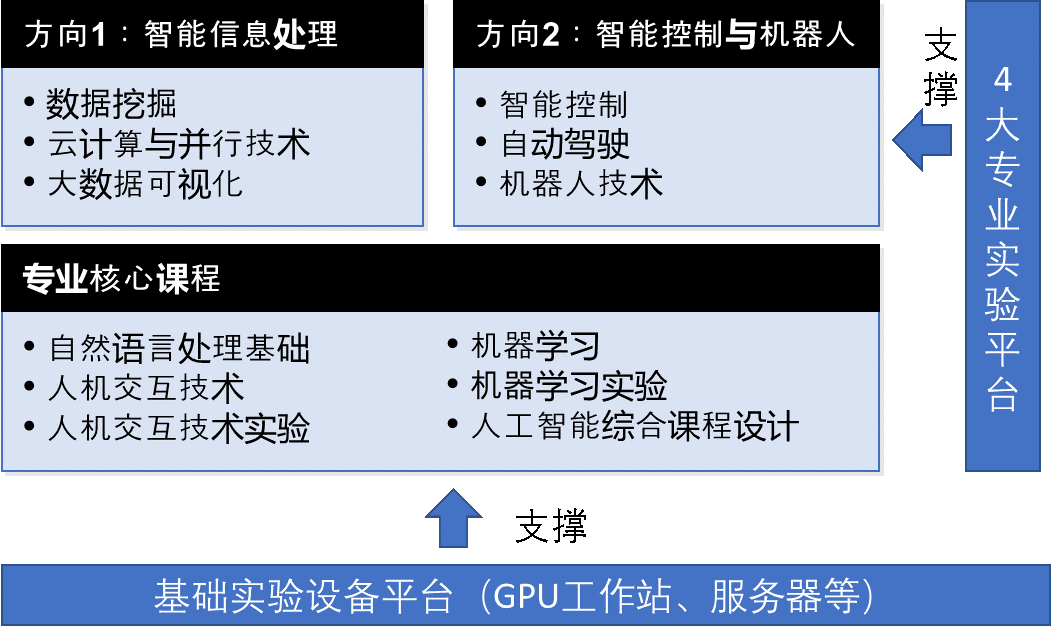 方向1：智能信息处理
• 数据挖掘
• 云计算与并行技术
• 大数据可视化
方向2：智能控制与机器人
• 智能控制
• 自动驾驶
• 机器人技术
支撑
4大专业实验平台
专业核心课程
• 自然语言处理基础
• 人机交互技术
• 人机交互技术实验
• 机器学习
• 机器学习实验
• 人工智能综合课程设计
支撑
基础实验设备平台（GPU工作站、服务器等）